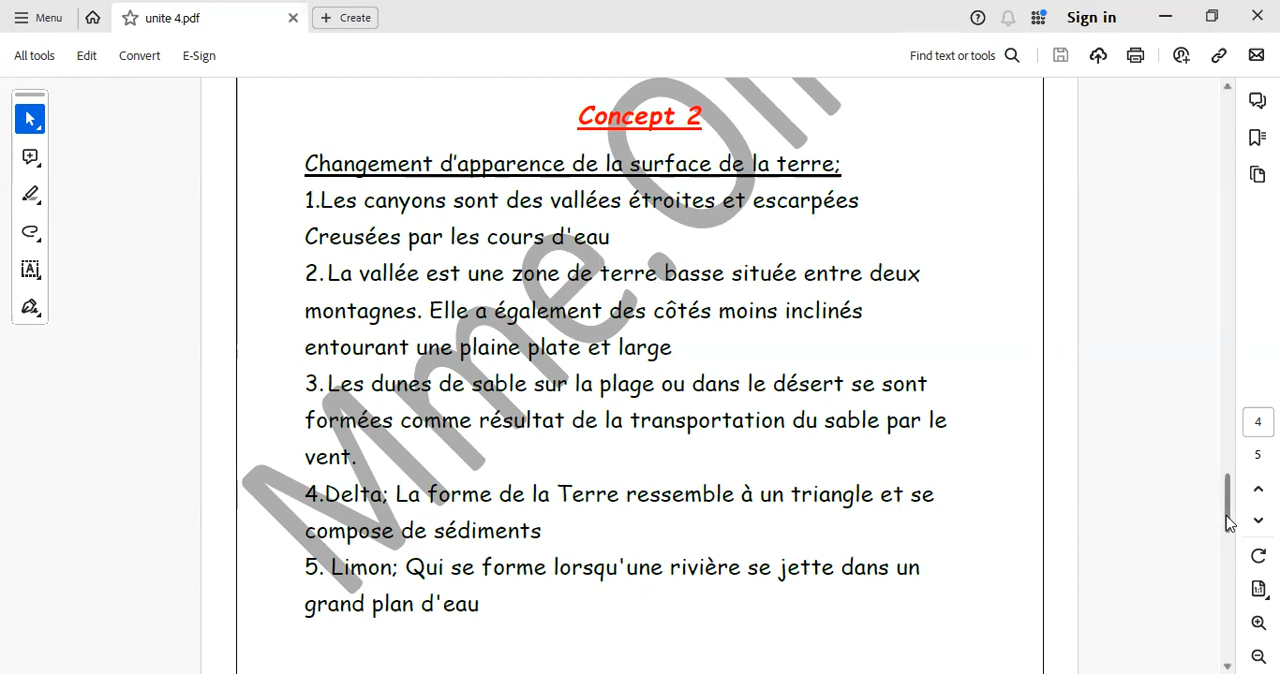 Menu
unite 4.pdf
Create
Sign in
All tools
Edit
Convert
E-Sign
Find text or tools
Concept 2
Changement d'apparence de la surface de la terre;
1.Les canyons sont des vallées étroites et escarpées
Creusées par les cours d'eau
2.La vallée est une zone de terre basse située entre deux
montagnes. Elle a également des côtés moins inclinés
entourant une plaine plate et large
3.Les dunes de sable sur la plage ou dans le désert se sont
formées comme résultat de la transportation du sable par le
vent.
4.Delta; La forme de la Terre ressemble à un triangle et se
compose de sédiments
5. Limon; Qui se forme lorsqu'une rivière se jette dans un
grand plan d'eau
4
5
1:1
Mme.